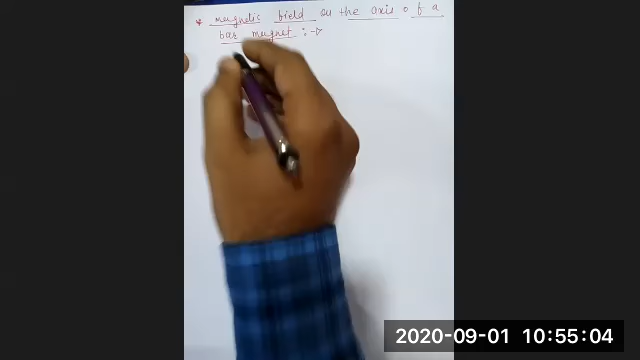 * magnetic field on the axis of a
bar magnet :->
2020-09-01 10:55:04